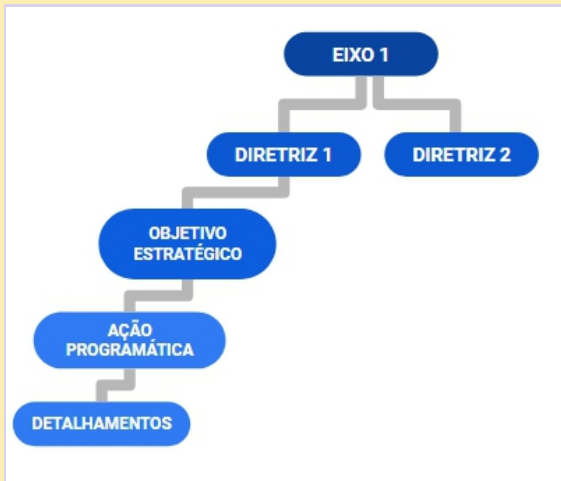 EIXO 1
DIRETRIZ 1
DIRETRIZ 2
OBJETIVO
ESTRATÉGICO
AÇÃO
PROGRAMÁTICA
DETALHAMENTOS